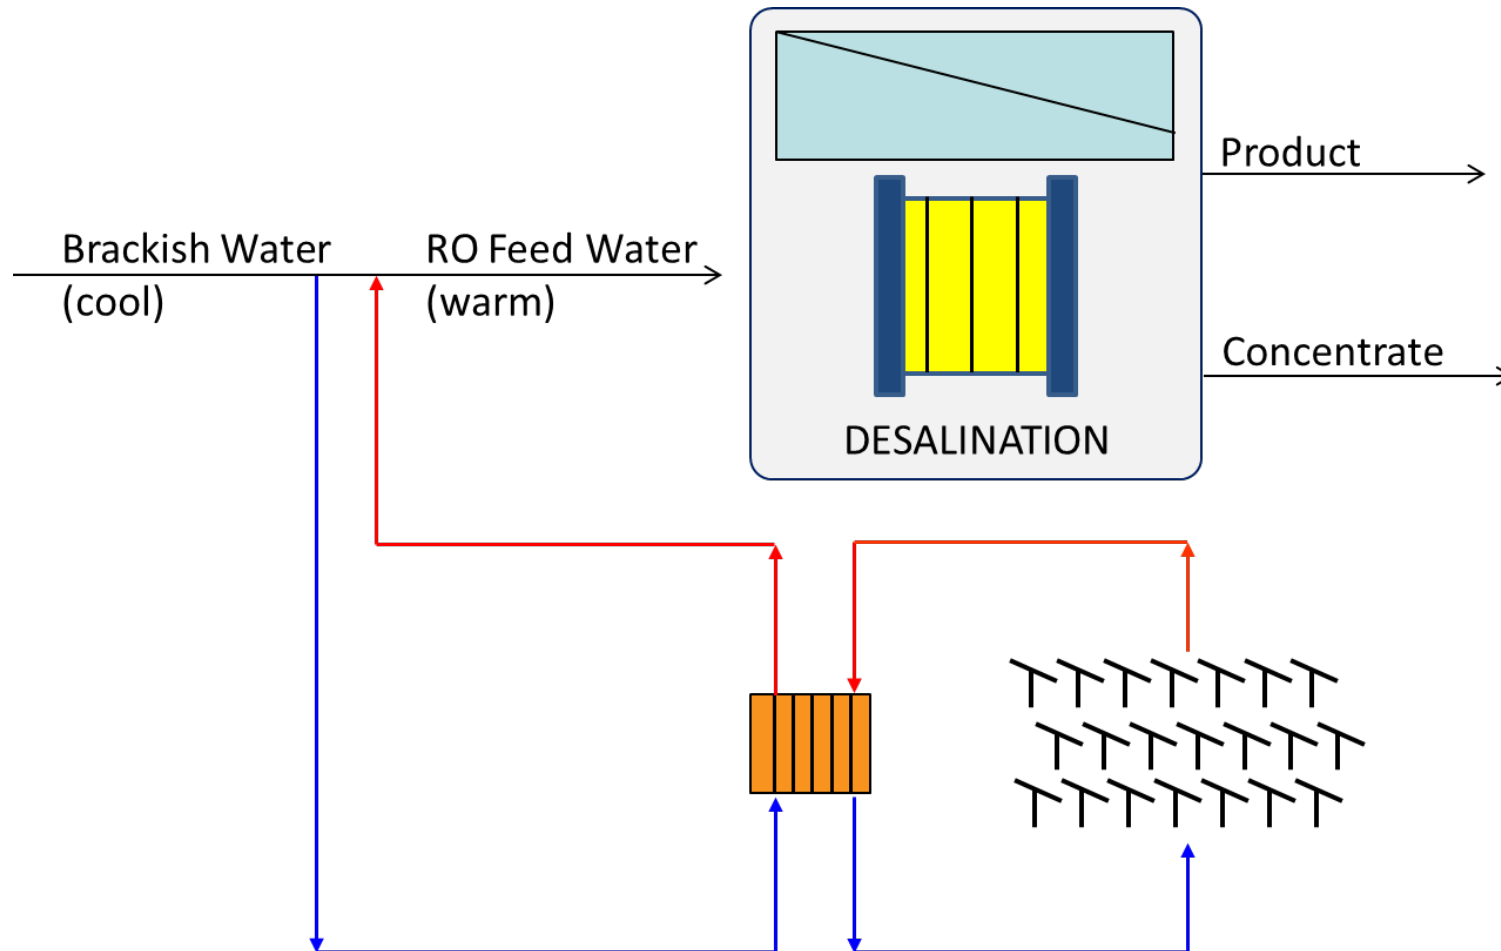 Brackish Water
(cool)
RO Feed Water
(warm)
Product
Concentrate
DESALINATION